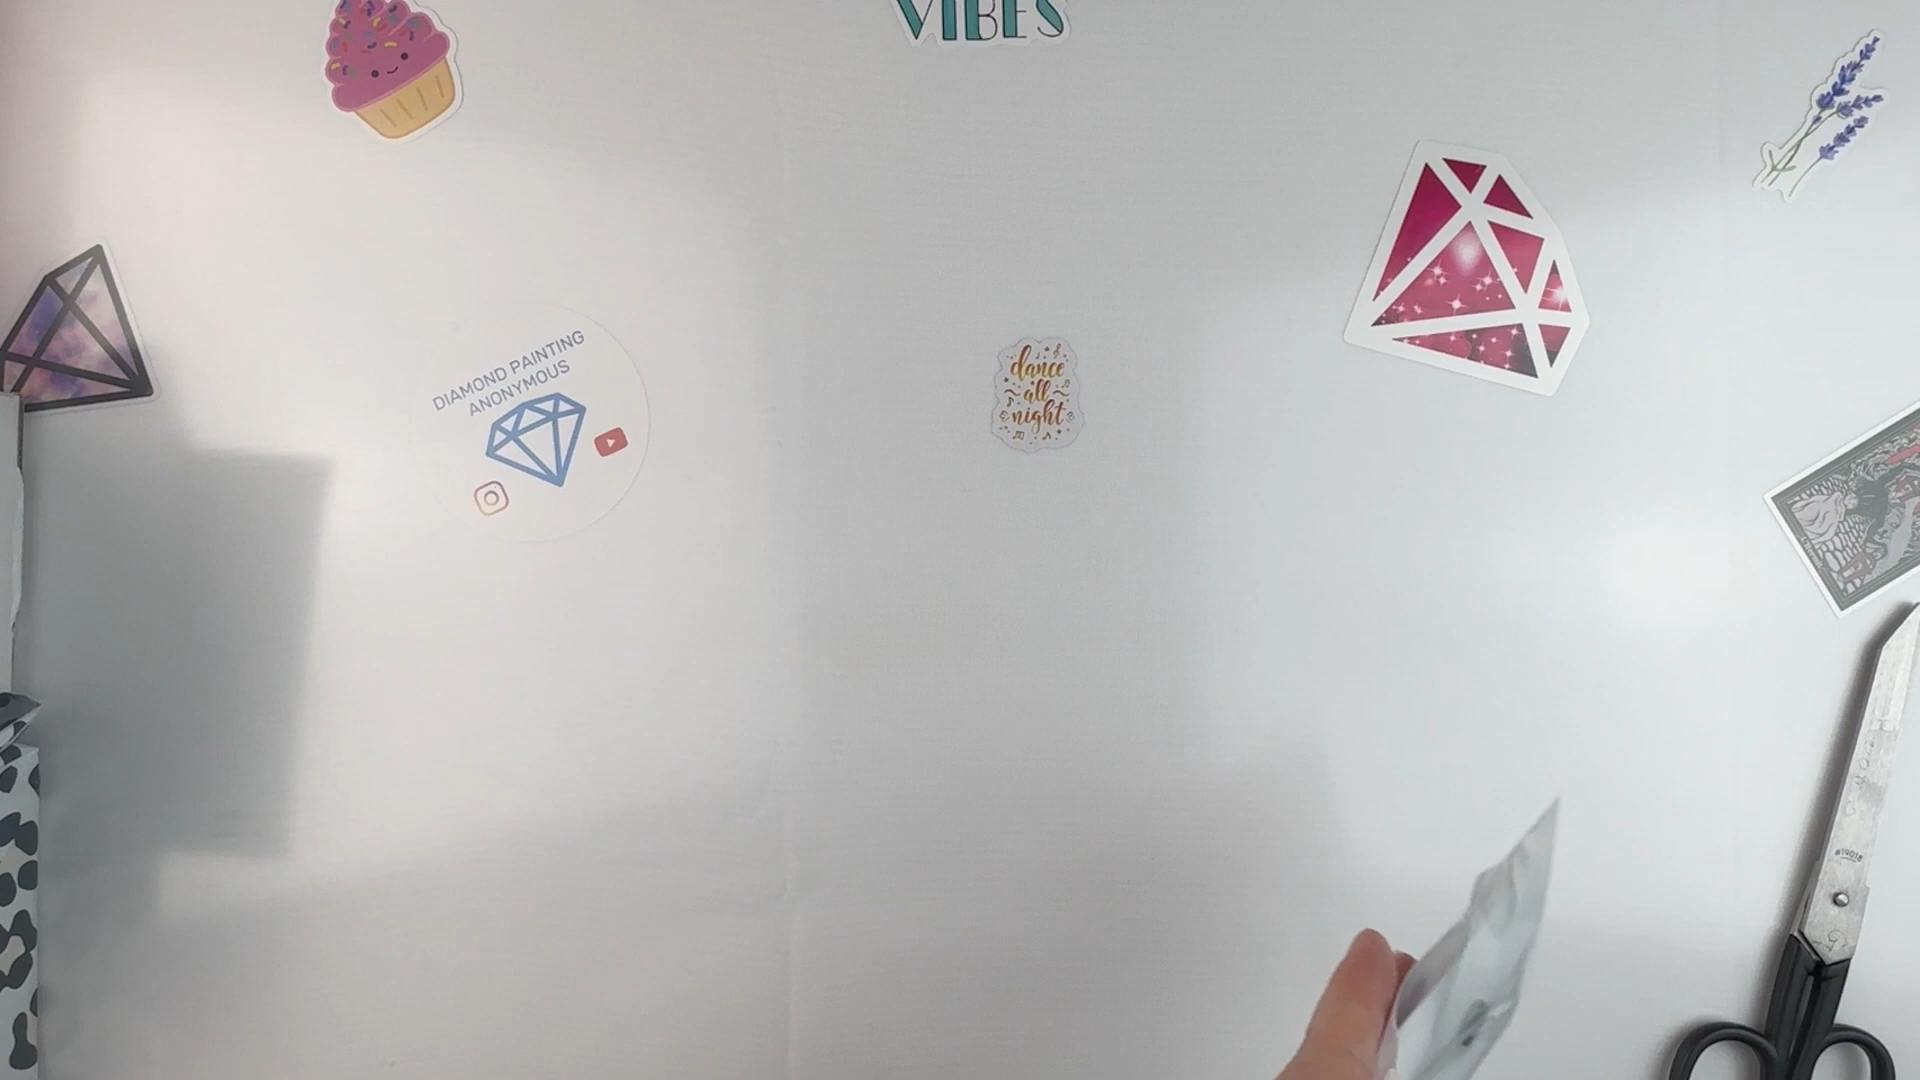 VIBES
DIAMOND PAINTING
ANONYMOUS
dance
all
night